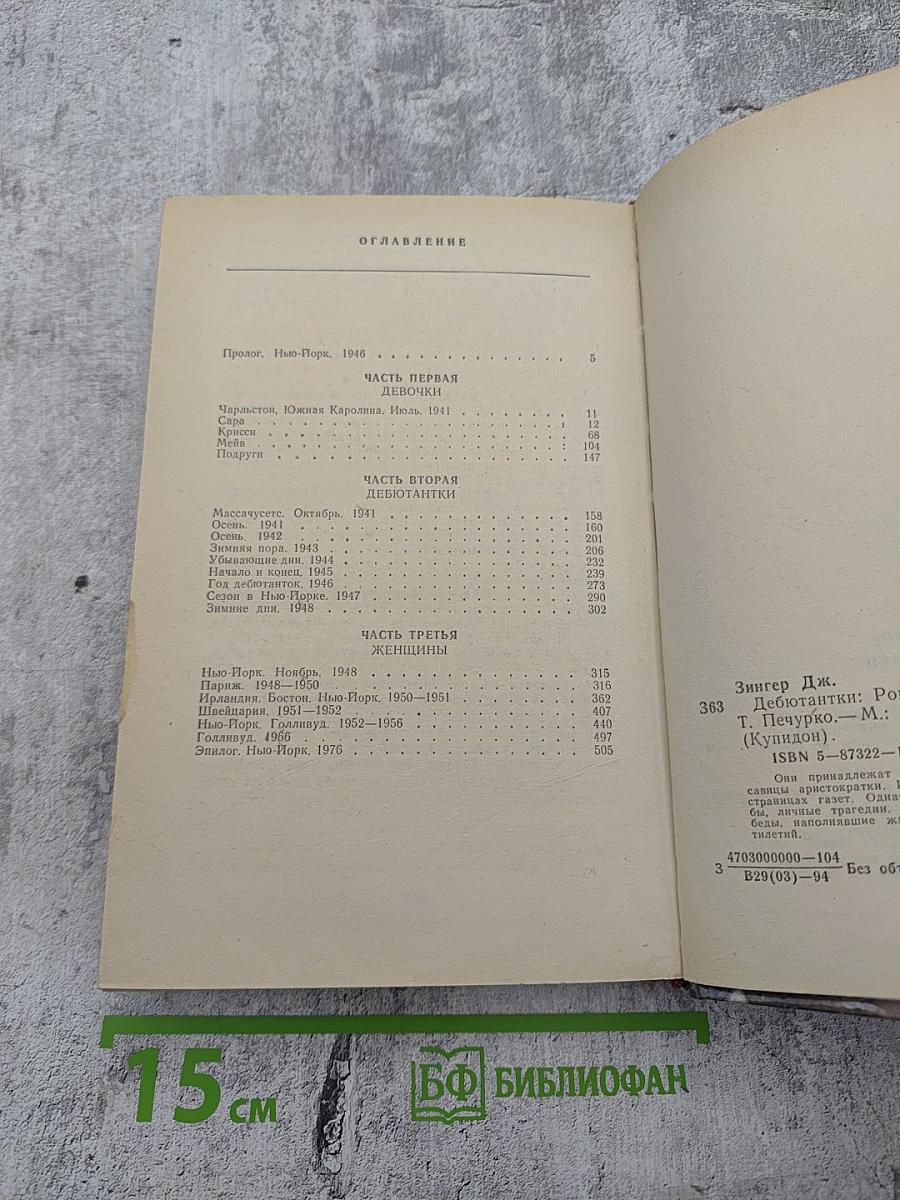 ОГЛАВЛЕНИЕ
Пролог. Нью-Йорк, 1946 . . . . . . . . . . . . . 5
ЧАСТЬ ПЕРВАЯ
ДЕВОЧКИ
Чарльстон, Южная Каролина. Июль, 1941 . . . . . . . . 11
Сара . . . . . . . . . . . . . . . . . 12
Крисси . . . . . . . . . . . . . . . . . 68
Мейв . . . . . . . . . . . . . . . . . 104
Подруги . . . . . . . . . . . . . . . . 147
ЧАСТЬ ВТОРАЯ
ДЕБЮТАНТКИ
Массачусетс. Октябрь, 1941 . . . . . . . . . . . 158
Осень. 1941 . . . . . . . . . . . . . . . 160
Осень. 1942 . . . . . . . . . . . . . . . 201
Зимняя пора. 1943 . . . . . . . . . . . . . 206
Убывающие дни. 1944 . . . . . . . . . . . . . 232
Начало и конец. 1945 . . . . . . . . . . . . . 239
Год дебютанток. 1946 . . . . . . . . . . . . . 273
Сезон в Нью-Йорке. 1947 . . . . . . . . . . . . 290
Зимние дни. 1948 . . . . . . . . . . . . . . 302
ЧАСТЬ ТРЕТЬЯ
ЖЕНЩИНЫ
Нью-Йорк. Ноябрь, 1948 . . . . . . . . . . . . 315
Париж. 1948—1950 . . . . . . . . . . . . . . 316
Ирландия. Бостон. Нью-Йорк. 1950—1951 . . . . . . . . 362
Швейцария. 1951—1952 . . . . . . . . . . . . . 407
Нью-Йорк. Голливуд. 1952—1956 . . . . . . . . . . 440
Голливуд. 1966 . . . . . . . . . . . . . . . 497
Эпилог. Нью-Йорк. 1976 . . . . . . . . . . . . . 505
Зингер Дж.
363 Дебютантки: Ро
Т. Печурко.— М.:
(Купидон).
ISBN 5—87322—
Они принадлежат
савицы аристократки.
страницах газет. Одна
бы, личные трагедии.
беды, наполнявшие ж
тилетий.
З 4703000000—104
В29(03)—94 Без об
15 см
БФ БИБЛИОФАН